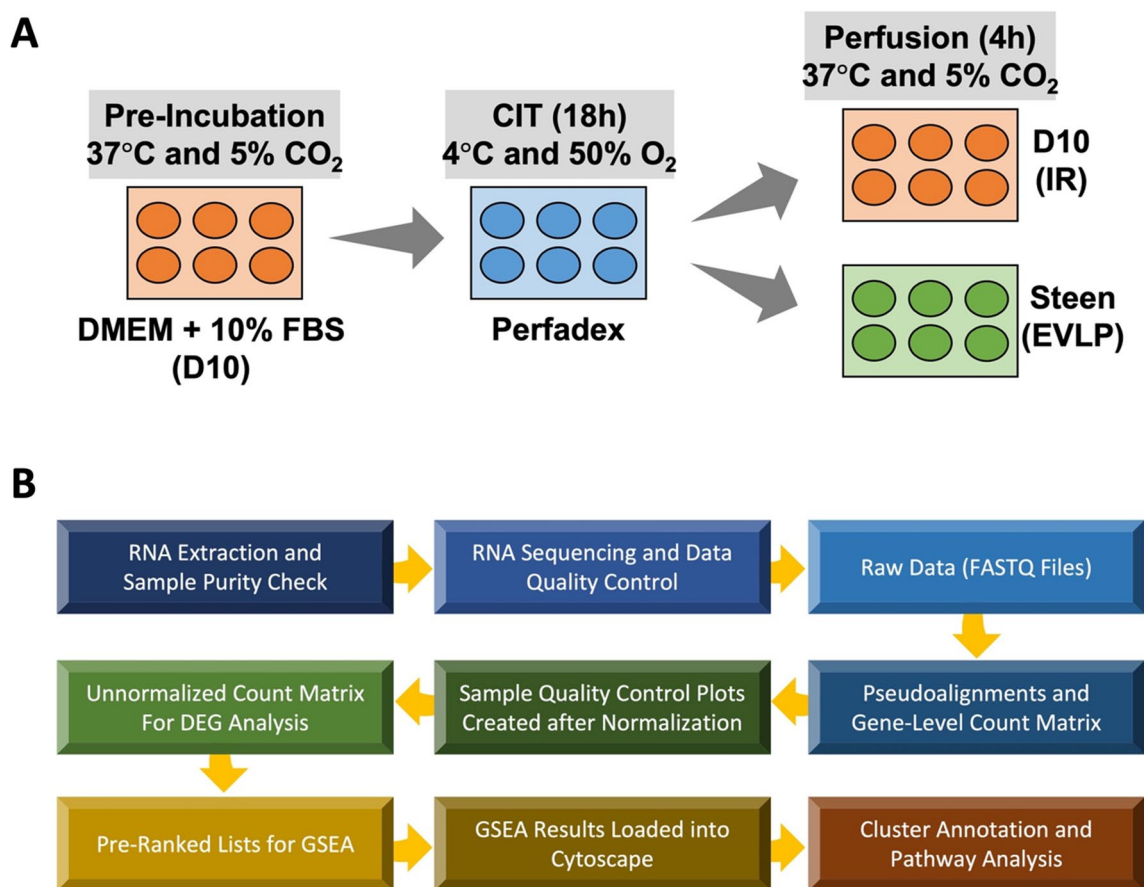 A
Pre-Incubation
37°C and 5% CO₂
DMEM + 10% FBS
(D10)
CIT (18h)
4°C and 50% O₂
Perfadex
Perfusion (4h)
37°C and 5% CO₂
D10
(IR)
Steen
(EVLP)
B
RNA Extraction and
Sample Purity Check
RNA Sequencing and Data
Quality Control
Raw Data (FASTQ Files)
Pseudoalignments and
Gene-Level Count Matrix
Sample Quality Control Plots
Created after Normalization
Unnormalized Count Matrix
For DEG Analysis
Pre-Ranked Lists for GSEA
GSEA Results Loaded into
Cytoscape
Cluster Annotation and
Pathway Analysis